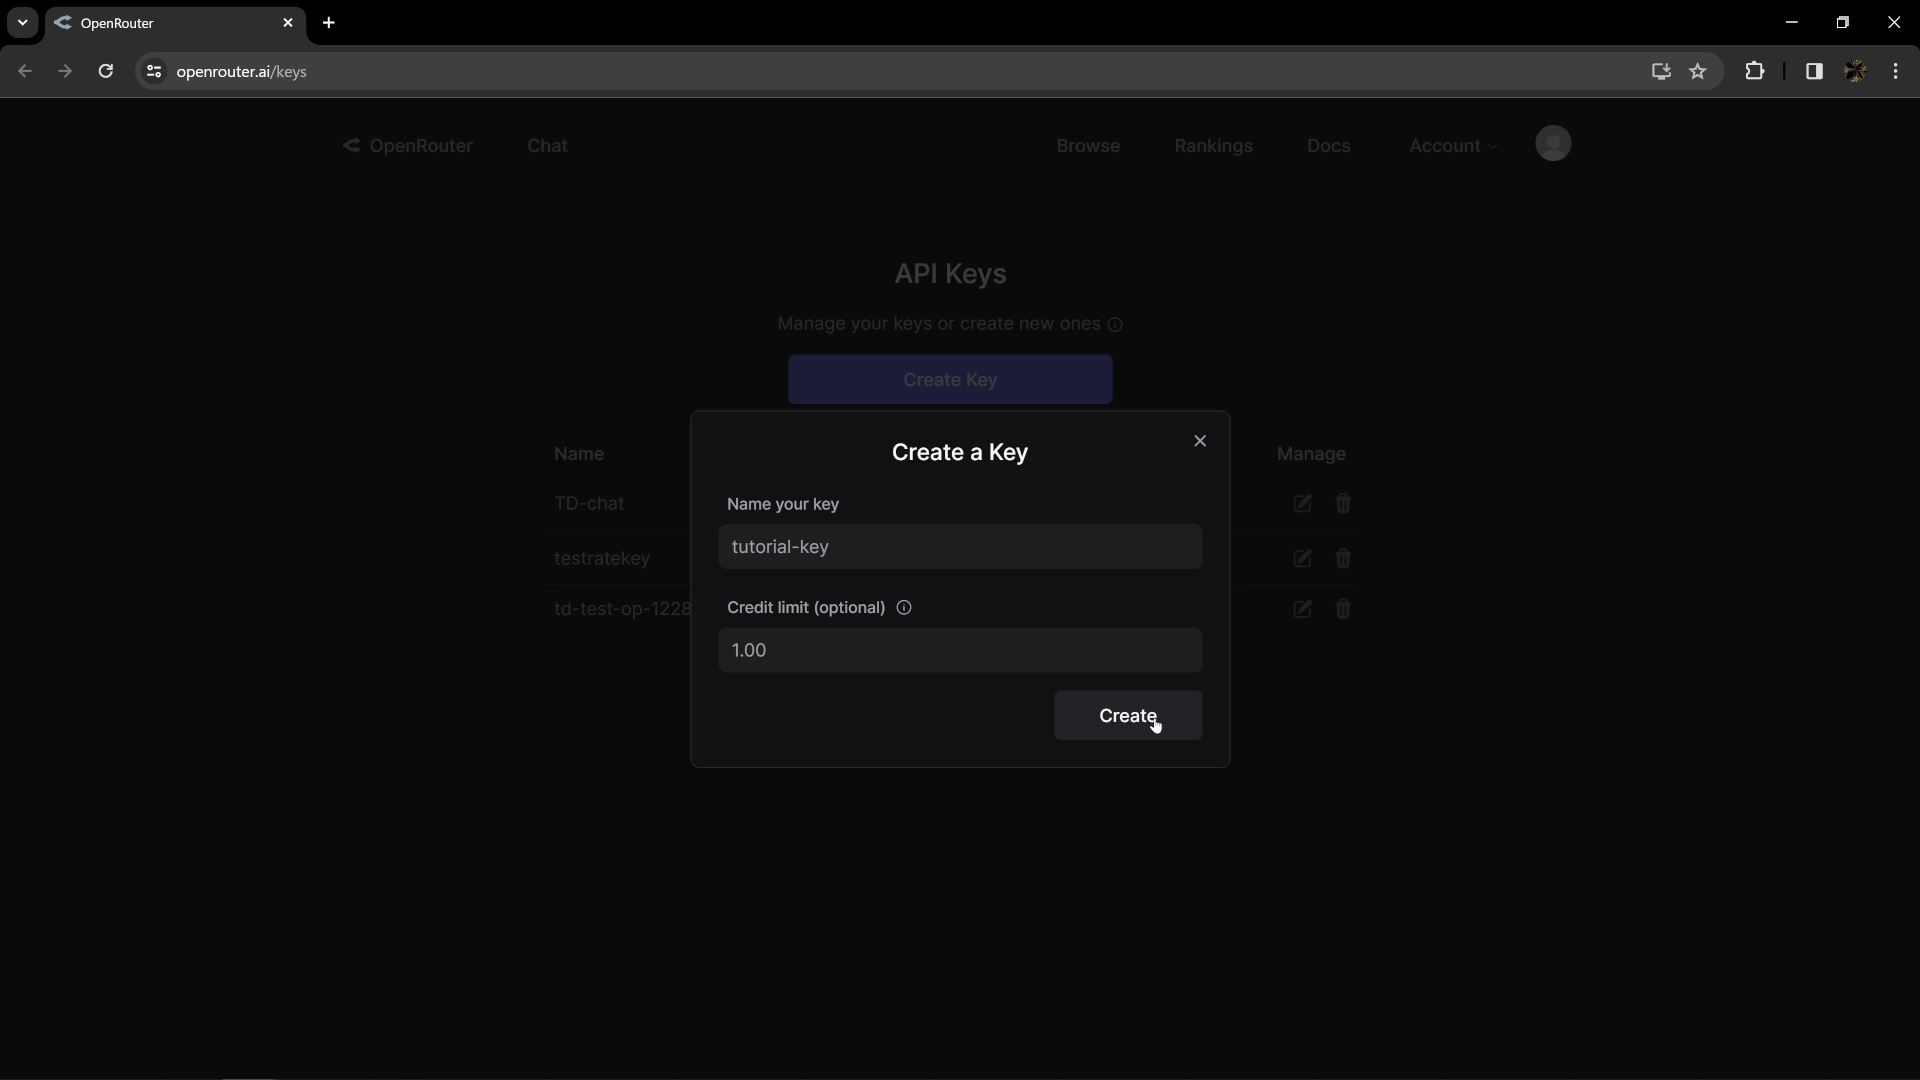 OpenRouter
openrouter.ai/keys
OpenRouter Chat Browse Rankings Docs Account
API Keys
Manage your keys or create new ones
Create Key
Create a Key
Name Manage
Name your key
TD-chat
tutorial-key
testratekey
Credit limit (optional)
td-test-op-1228
1.00
Create